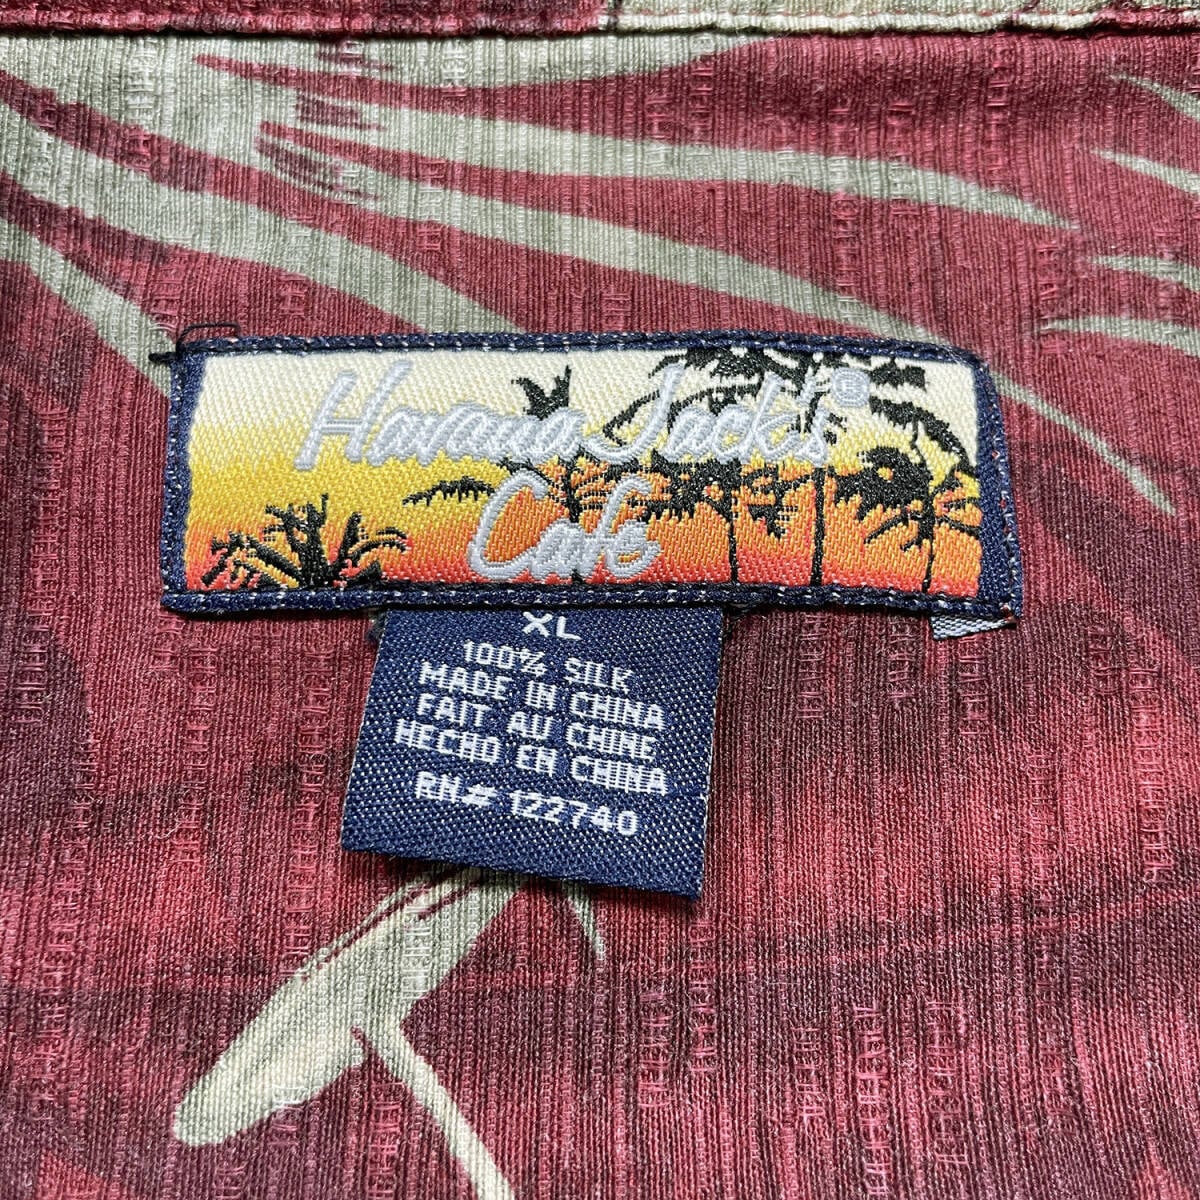 Havana Jack's®
Cafe
XL
100% SILK
MADE IN CHINA
FAIT AU CHINE
HECHO EN CHINA
RN# 122740